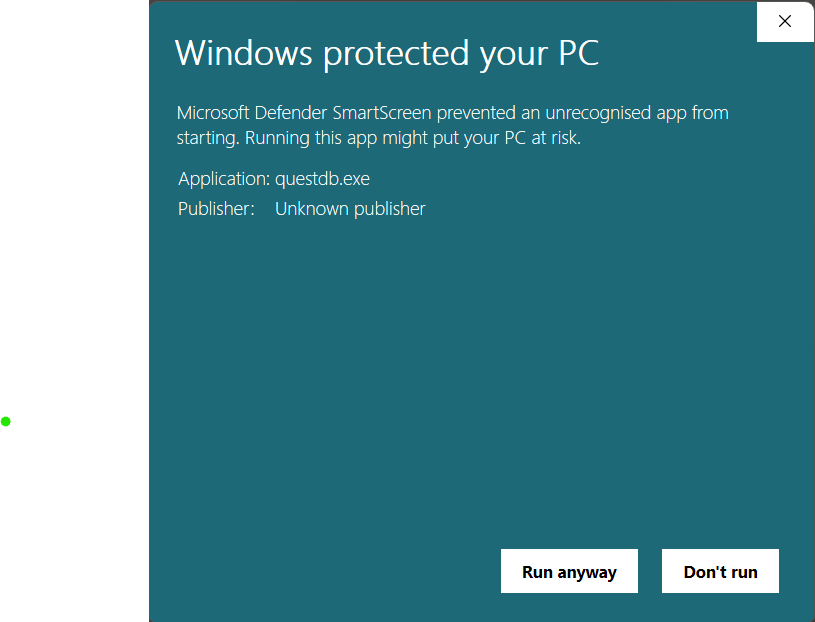 Windows protected your PC
Microsoft Defender SmartScreen prevented an unrecognised app from
starting. Running this app might put your PC at risk.
Application: questdb.exe
Publisher: Unknown publisher
Run anyway Don't run